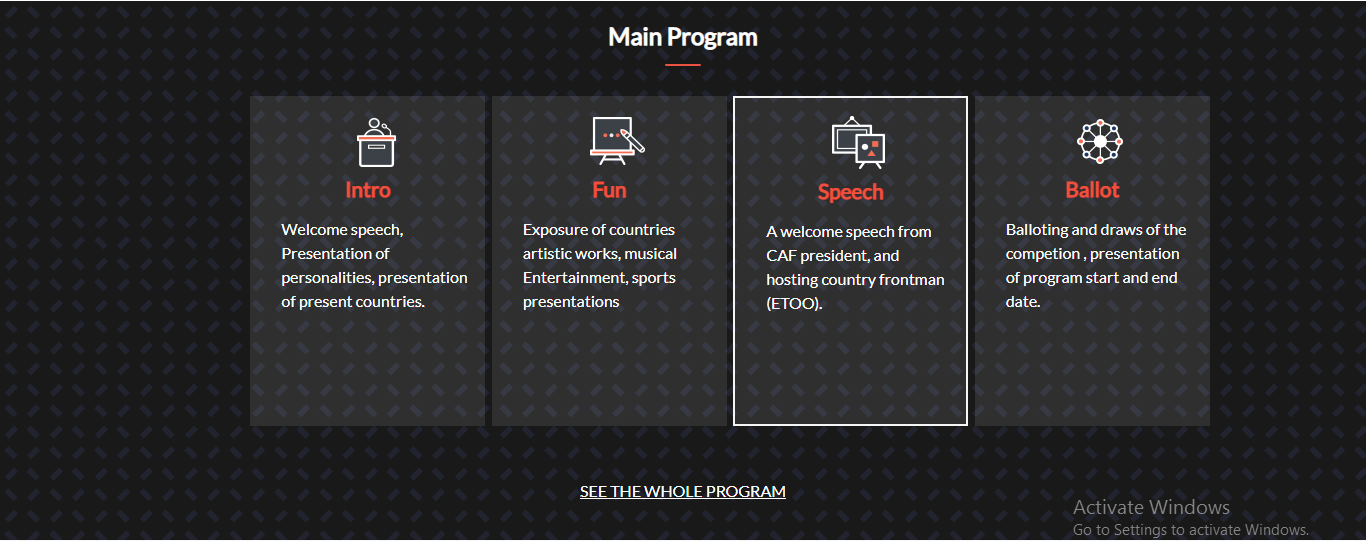 Main Program
Intro
Welcome speech,
Presentation of
personalities, presentation
of present countries.
Fun
Exposure of countries
artistic works, musical
Entertainment, sports
presentations
Speech
A welcome speech from
CAF president, and
hosting country frontman
(ETOO).
Ballot
Balloting and draws of the
competion , presentation
of program start and end
date.
SEE THE WHOLE PROGRAM
Activate Windows
Go to Settings to activate Windows.